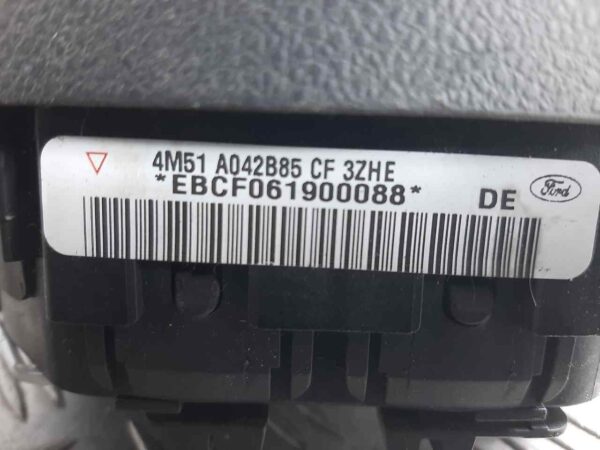 4M51 A042B85 CF 3ZHE
*EBCF061900088*
DE Ford